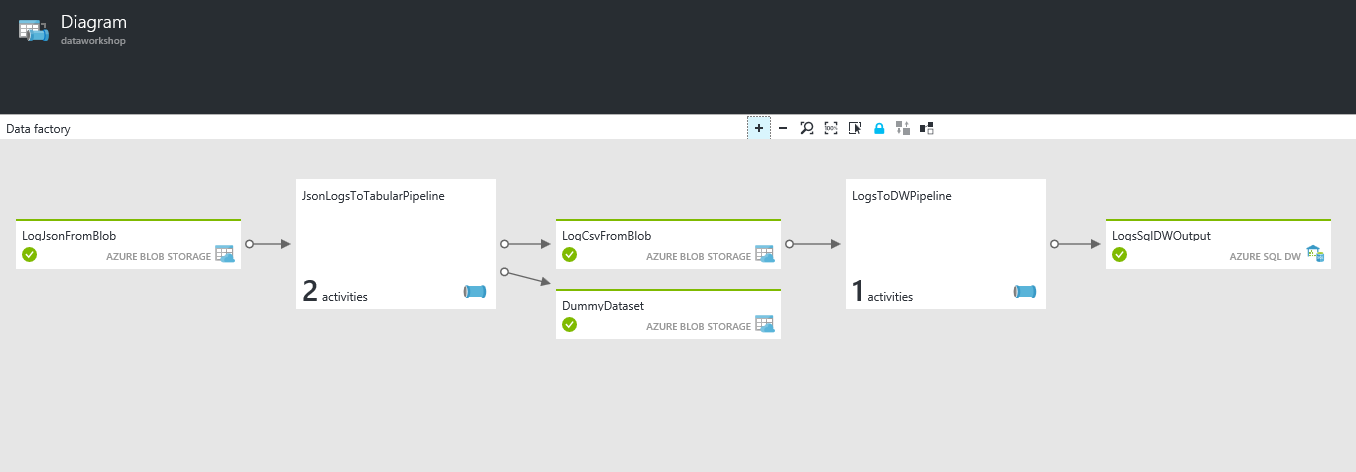 Diagram
dataworkshop
Data factory
100%
LogJsonFromBlob
AZURE BLOB STORAGE
JsonLogsToTabularPipeline
2 activities
LogCsvFromBlob
AZURE BLOB STORAGE
DummyDataset
AZURE BLOB STORAGE
LogsToDWPipeline
1 activities
LogsSqlDWOutput
AZURE SQL DW